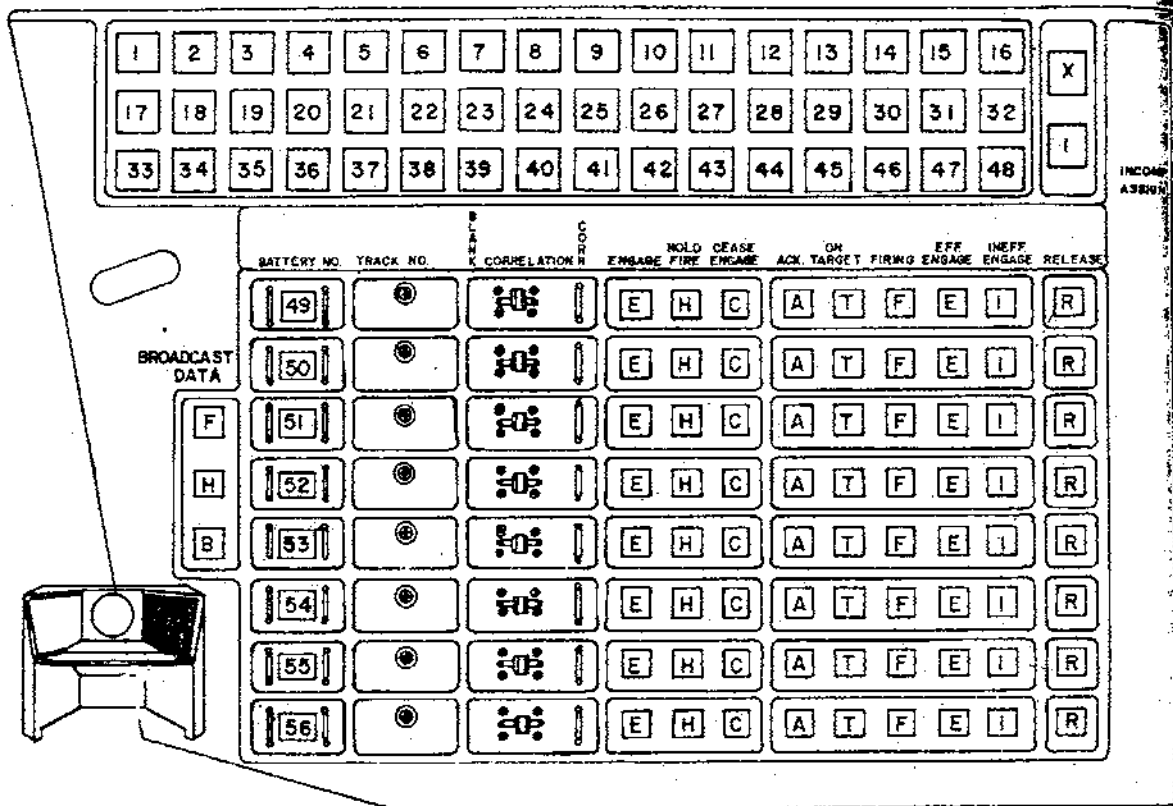 1 2 3 4 5 6 7 8 9 10 11 12 13 14 15 16
X
17 18 19 20 21 22 23 24 25 26 27 28 29 30 31 32
I
33 34 35 36 37 38 39 40 41 42 43 44 45 46 47 48
ASSIGN
BATTERY NO. TRACK NO. BLANK CORRELATION CORR ENGAGE HOLD FIRE CEASE ENGAGE ACK. ON TARGET FIRING EFF ENGAGE INEFF ENGAGE RELEASE
49 E H C A T F E I R
BROADCAST DATA
50 E H C A T F E I R
F
51 E H C A T F E I R
H
52 E H C A T F E I R
B
53 E H C A T F E I R
54 E H C A T F E I R
55 E H C A T F E I R
56 E H C A T F E I R